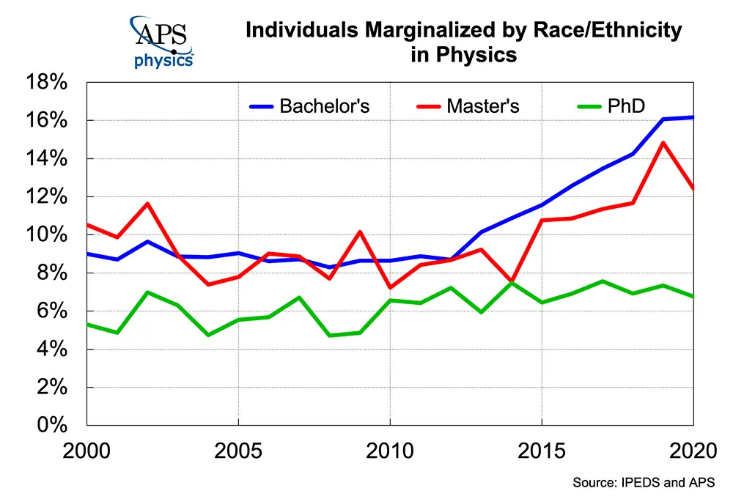 APS
physics
Individuals Marginalized by Race/Ethnicity
in Physics
18%
Bachelor's Master's PhD
16%
14%
12%
10%
8%
6%
4%
2%
0%
2000 2005 2010 2015 2020
Source: IPEDS and APS